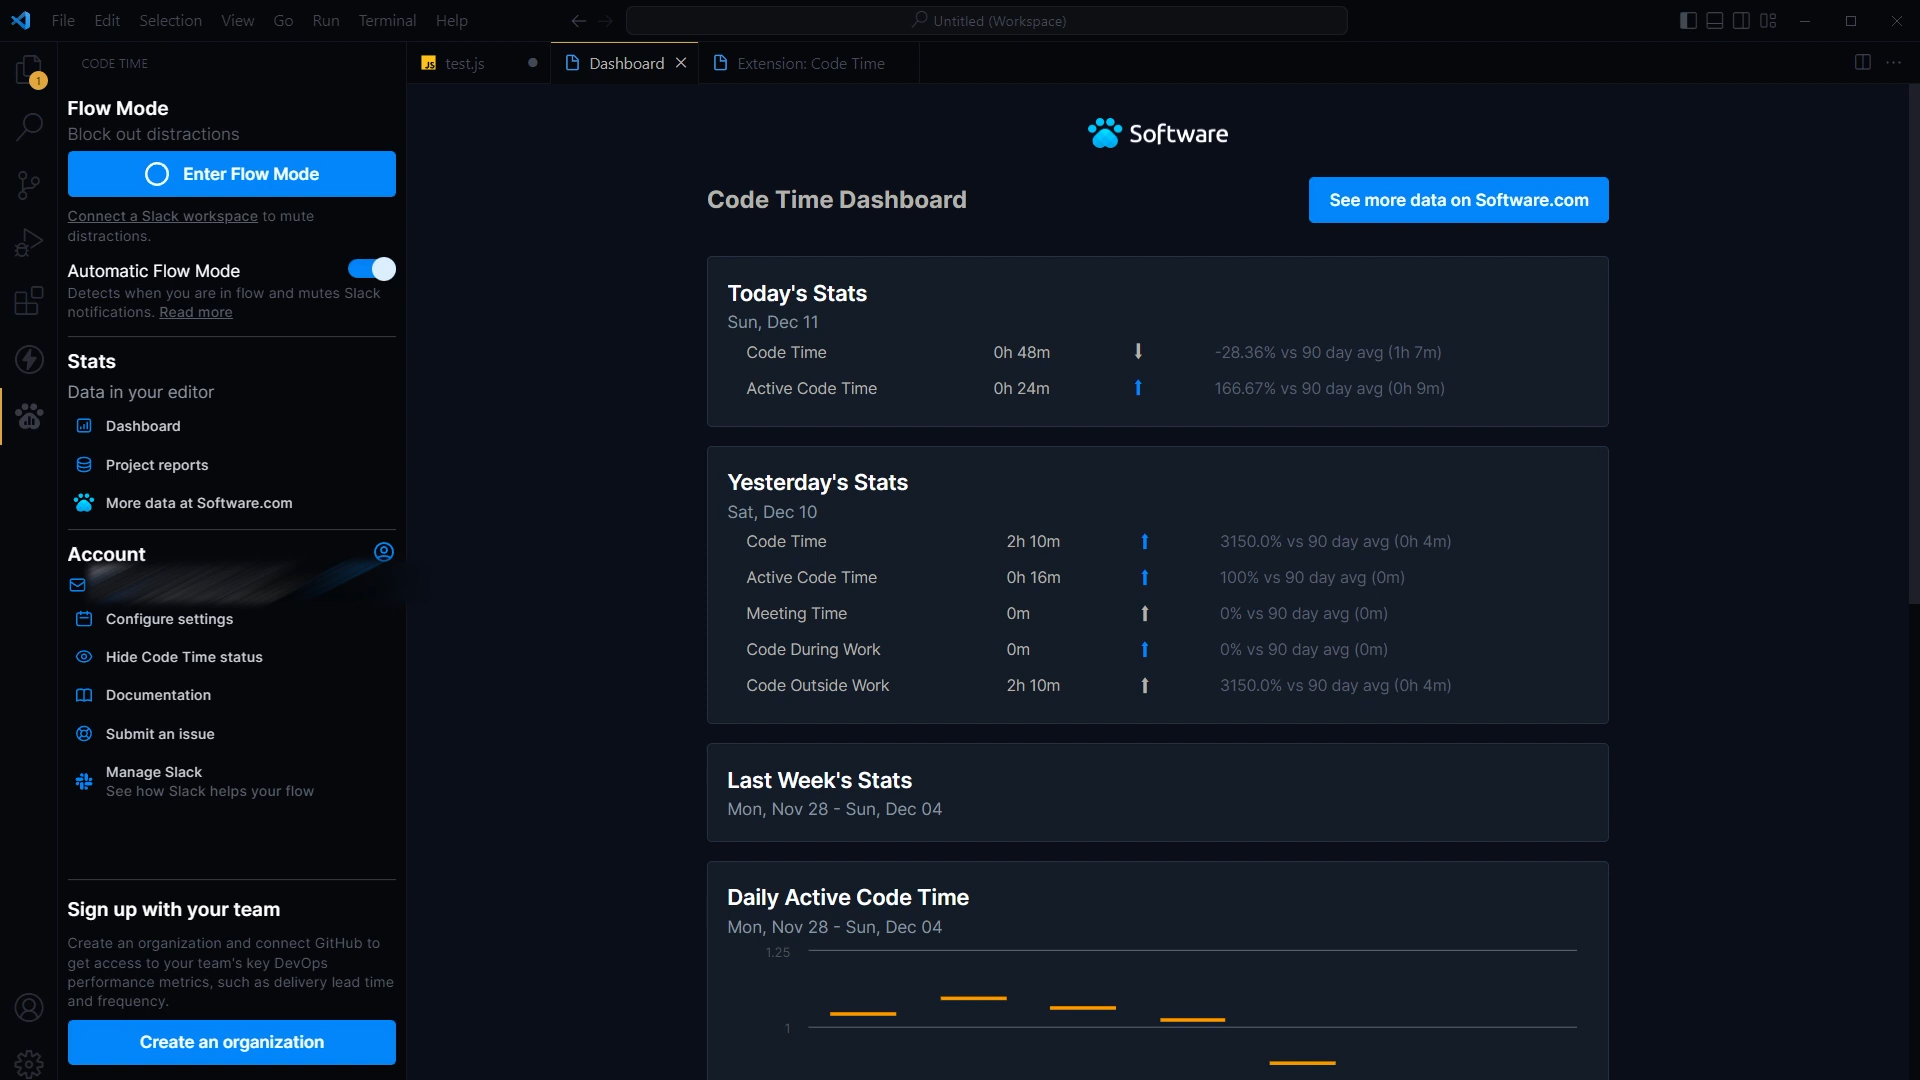 File Edit Selection View Go Run Terminal Help
Untitled (Workspace)
CODE TIME
JS test.js
Dashboard
Extension: Code Time
1
Flow Mode
Block out distractions
Enter Flow Mode
Connect a Slack workspace to mute
distractions.
Automatic Flow Mode
Detects when you are in flow and mutes Slack
notifications. Read more
Stats
Data in your editor
Dashboard
Project reports
More data at Software.com
Account
Configure settings
Hide Code Time status
Documentation
Submit an issue
Manage Slack
See how Slack helps your flow
Sign up with your team
Create an organization and connect GitHub to
get access to your team's key DevOps
performance metrics, such as delivery lead time
and frequency.
Create an organization
Software
Code Time Dashboard
See more data on Software.com
Today's Stats
Sun, Dec 11
Code Time 0h 48m -28.36% vs 90 day avg (1h 7m)
Active Code Time 0h 24m 166.67% vs 90 day avg (0h 9m)
Yesterday's Stats
Sat, Dec 10
Code Time 2h 10m 3150.0% vs 90 day avg (0h 4m)
Active Code Time 0h 16m 100% vs 90 day avg (0m)
Meeting Time 0m 0% vs 90 day avg (0m)
Code During Work 0m 0% vs 90 day avg (0m)
Code Outside Work 2h 10m 3150.0% vs 90 day avg (0h 4m)
Last Week's Stats
Mon, Nov 28 - Sun, Dec 04
Daily Active Code Time
Mon, Nov 28 - Sun, Dec 04
1.25
1